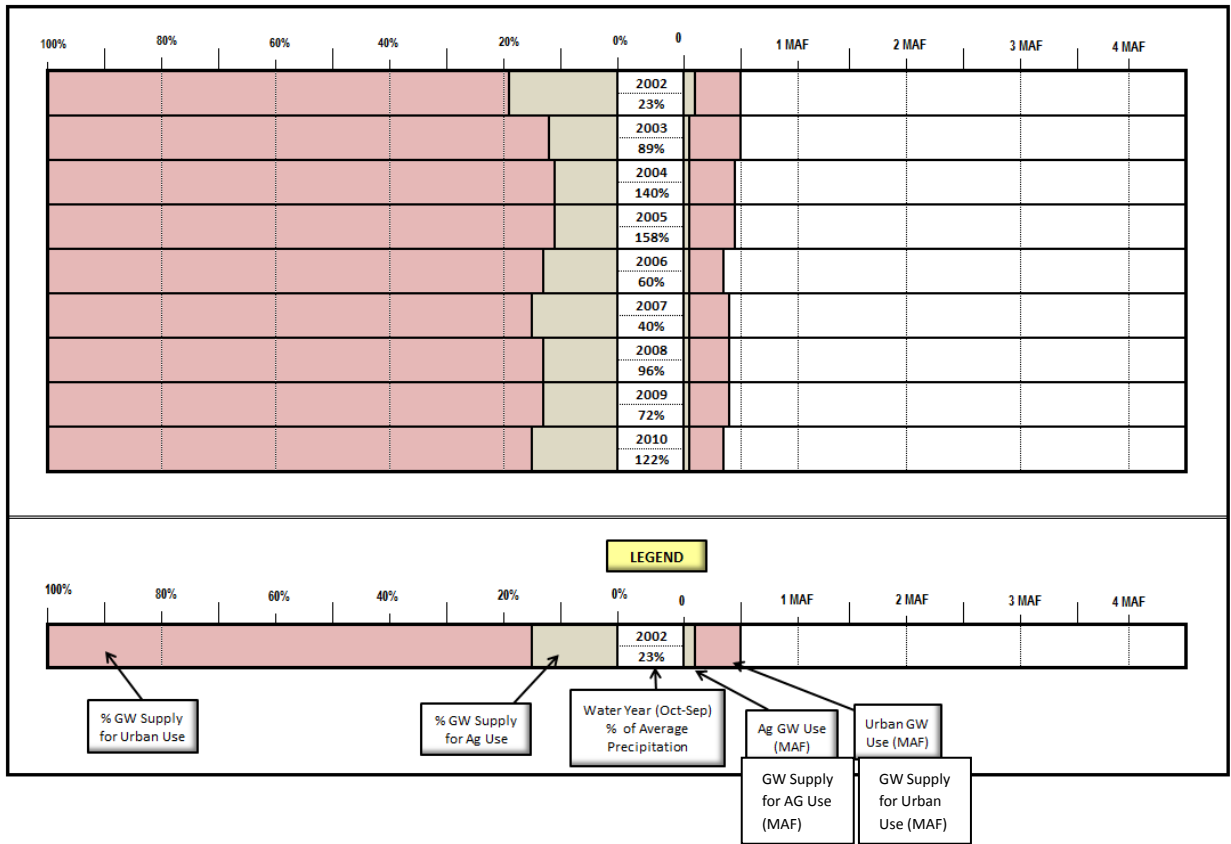 100% 80% 60% 40% 20% 0% 0 1 MAF 2 MAF 3 MAF 4 MAF
2002
23%
2003
89%
2004
140%
2005
158%
2006
60%
2007
40%
2008
96%
2009
72%
2010
122%
LEGEND
100% 80% 60% 40% 20% 0% 0 1 MAF 2 MAF 3 MAF 4 MAF
2002
23%
% GW Supply
for Urban Use
% GW Supply
for Ag Use
Water Year (Oct-Sep)
% of Average
Precipitation
Ag GW Use
(MAF)
Urban GW
Use (MAF)
GW Supply
for AG Use
(MAF)
GW Supply
for Urban
Use (MAF)